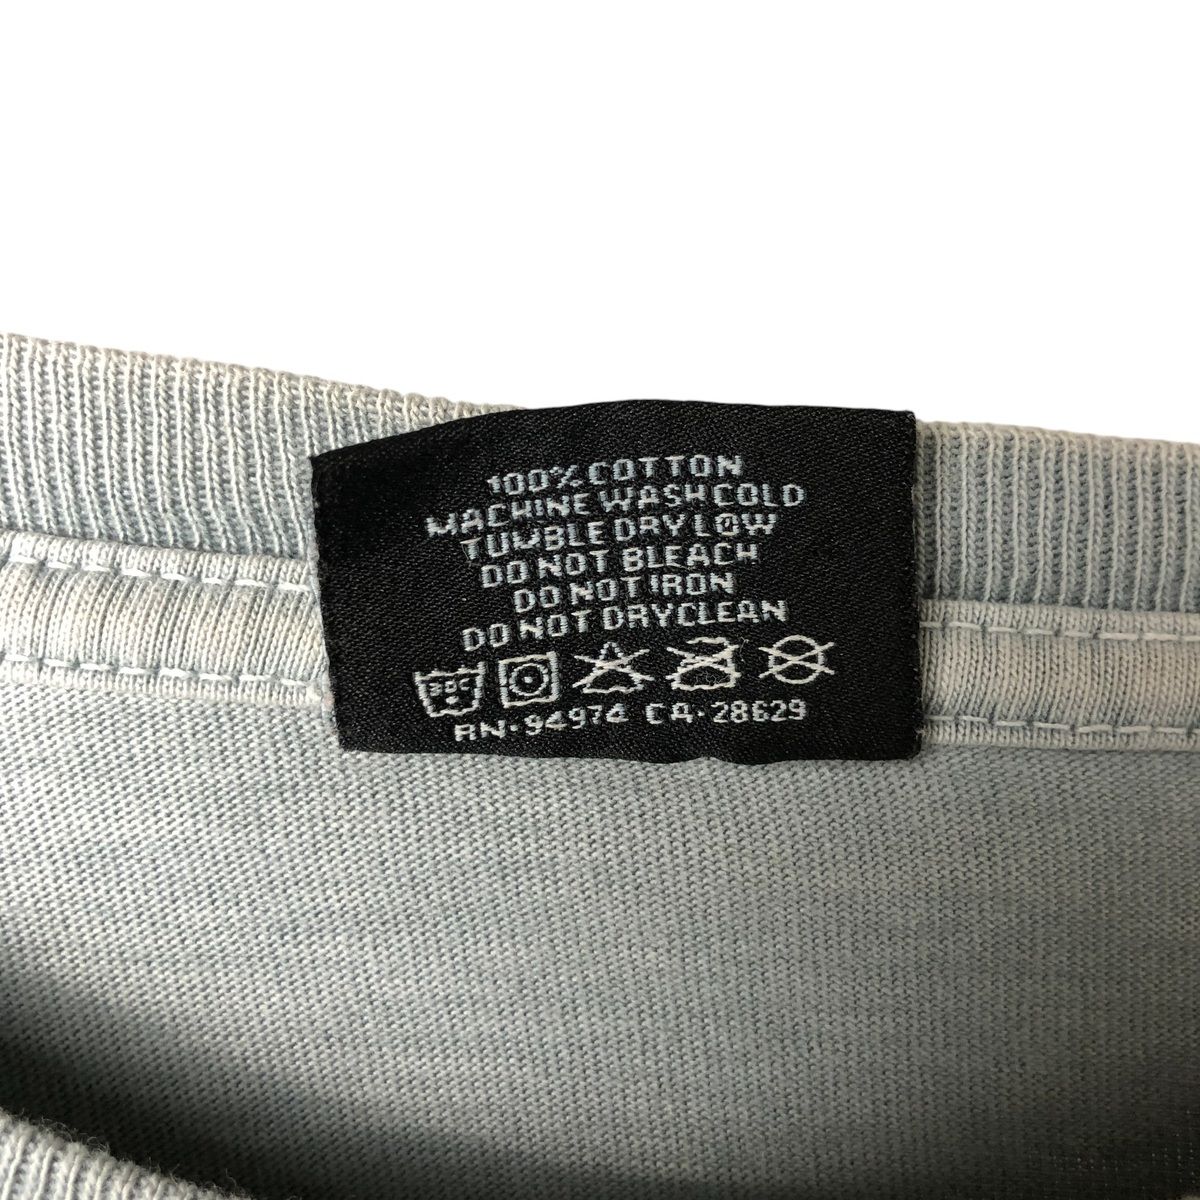 100% COTTON
MACHINE WASH COLD
TUMBLE DRY LOW
DO NOT BLEACH
DO NOT IRON
DO NOT DRYCLEAN
RN·94974 CA·28629